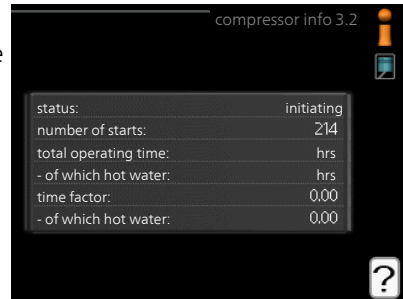 compressor info 3.2
e
status: initiating
number of starts: 214
total operating time: hrs
- of which hot water: hrs
time factor: 0.00
- of which hot water: 0.00
?